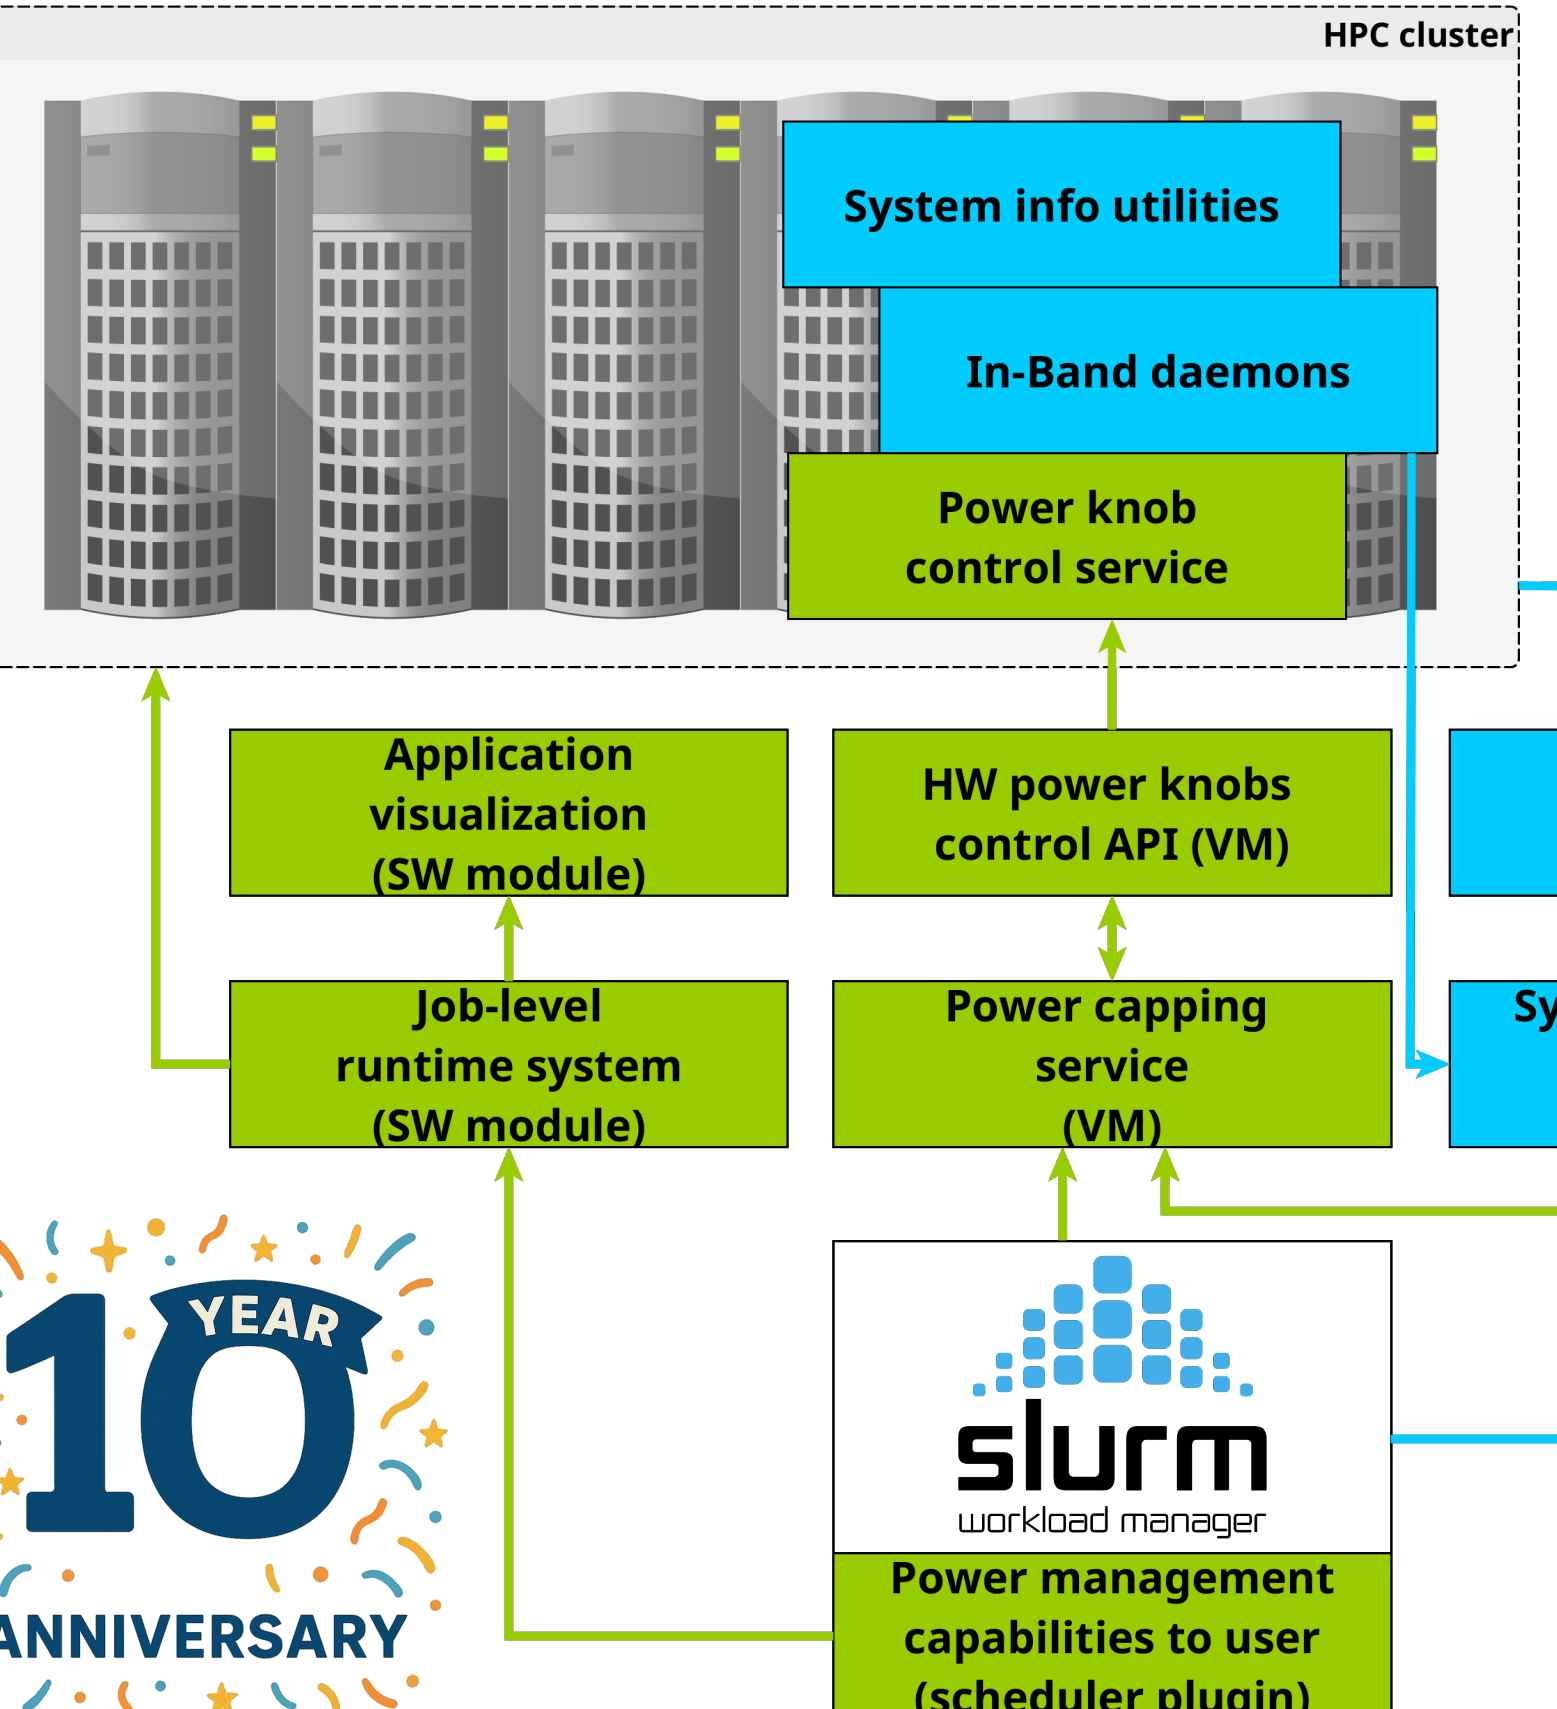 HPC cluster
System info utilities
In-Band daemons
Power knob
control service
Application
visualization
(SW module)
HW power knobs
control API (VM)
Job-level
runtime system
(SW module)
Power capping
service
(VM)
Sy
10
YEAR
ANNIVERSARY
slurm
workload manager
Power management
capabilities to user
(scheduler plugin)